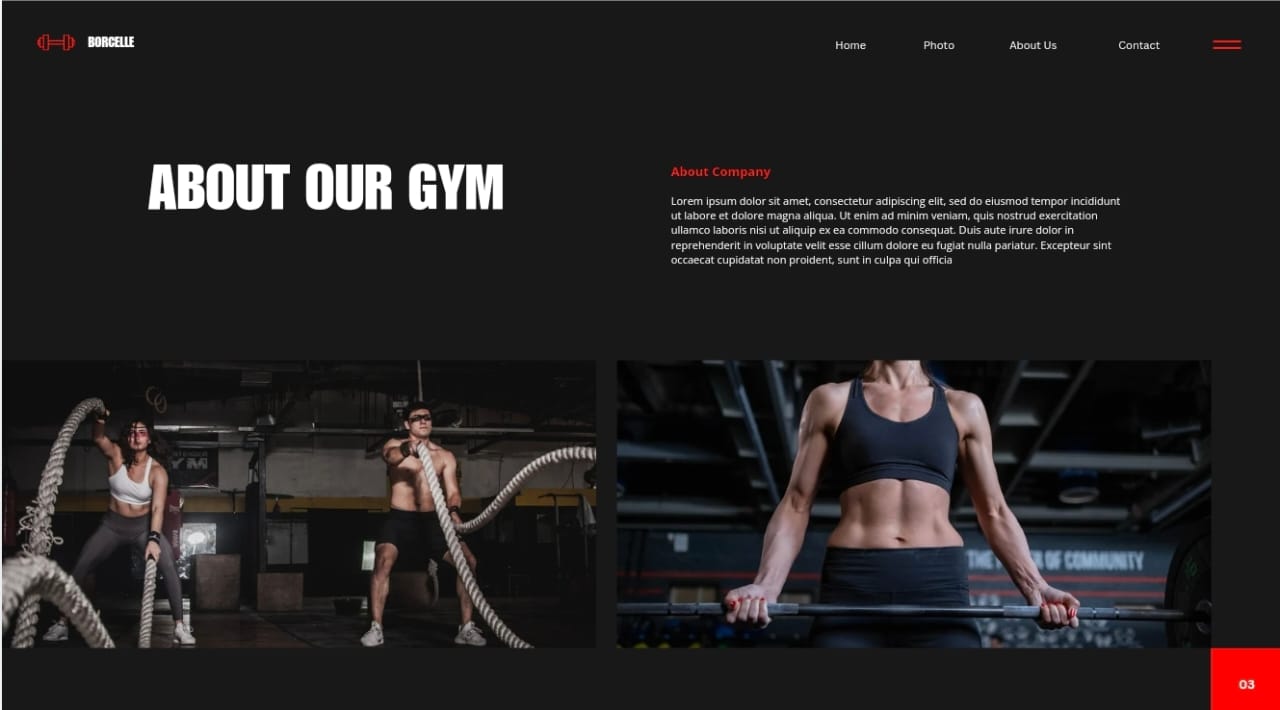 BORCELLE
Home Photo About Us Contact
ABOUT OUR GYM
About Company
Lorem ipsum dolor sit amet, consectetur adipiscing elit, sed do eiusmod tempor incididunt
ut labore et dolore magna aliqua. Ut enim ad minim veniam, quis nostrud exercitation
ullamco laboris nisi ut aliquip ex ea commodo consequat. Duis aute irure dolor in
reprehenderit in voluptate velit esse cillum dolore eu fugiat nulla pariatur. Excepteur sint
occaecat cupidatat non proident, sunt in culpa qui officia
THE OF COMMUNITY
03